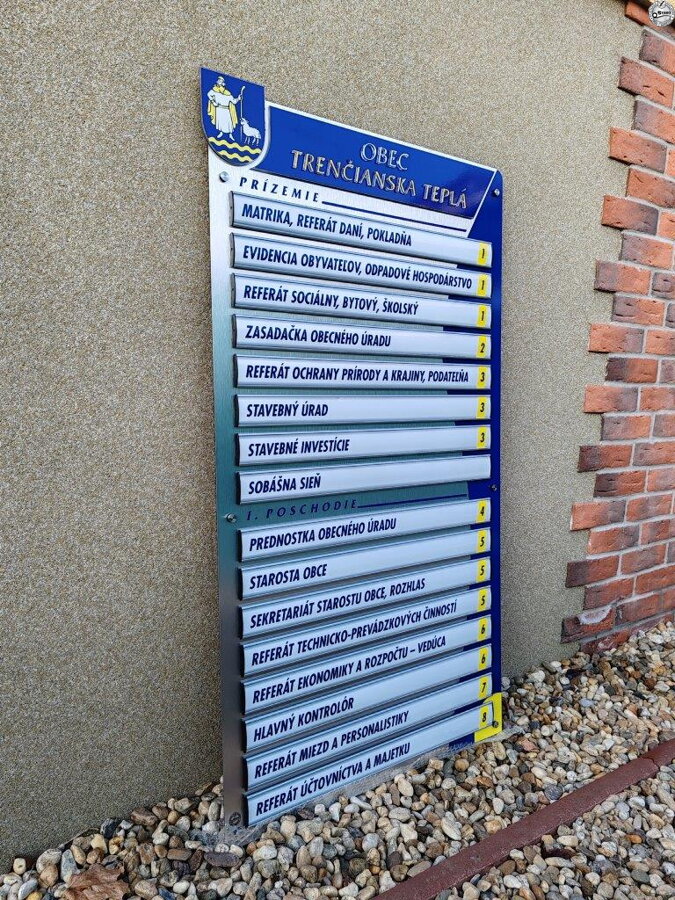 OBEC
TRENČIANSKA TEPLÁ
PRÍZEMIE
MATRIKA, REFERÁT DANÍ, POKLADŇA 1
EVIDENCIA OBYVATEĽOV, ODPADOVÉ HOSPODÁRSTVO 1
REFERÁT SOCIÁLNY, BYTOVÝ, ŠKOLSKÝ 1
ZASADAČKA OBECNÉHO ÚRADU 2
REFERÁT OCHRANY PRÍRODY A KRAJINY, PODATEĽŇA 3
STAVEBNÝ ÚRAD 3
STAVEBNÉ INVESTÍCIE 3
SOBÁŠNA SIEŇ
I. POSCHODIE
PREDNOSTKA OBECNÉHO ÚRADU 4
STAROSTA OBCE 5
SEKRETARIÁT STAROSTU OBCE, ROZHLAS 5
REFERÁT TECHNICKO-PREVÁDZKOVÝCH ČINNOSTÍ 5
REFERÁT EKONOMIKY A ROZPOČTU – VEDÚCA 6
HLAVNÝ KONTROLÓR 6
REFERÁT MIEZD A PERSONALISTIKY 7
REFERÁT ÚČTOVNÍCTVA A MAJETKU 8